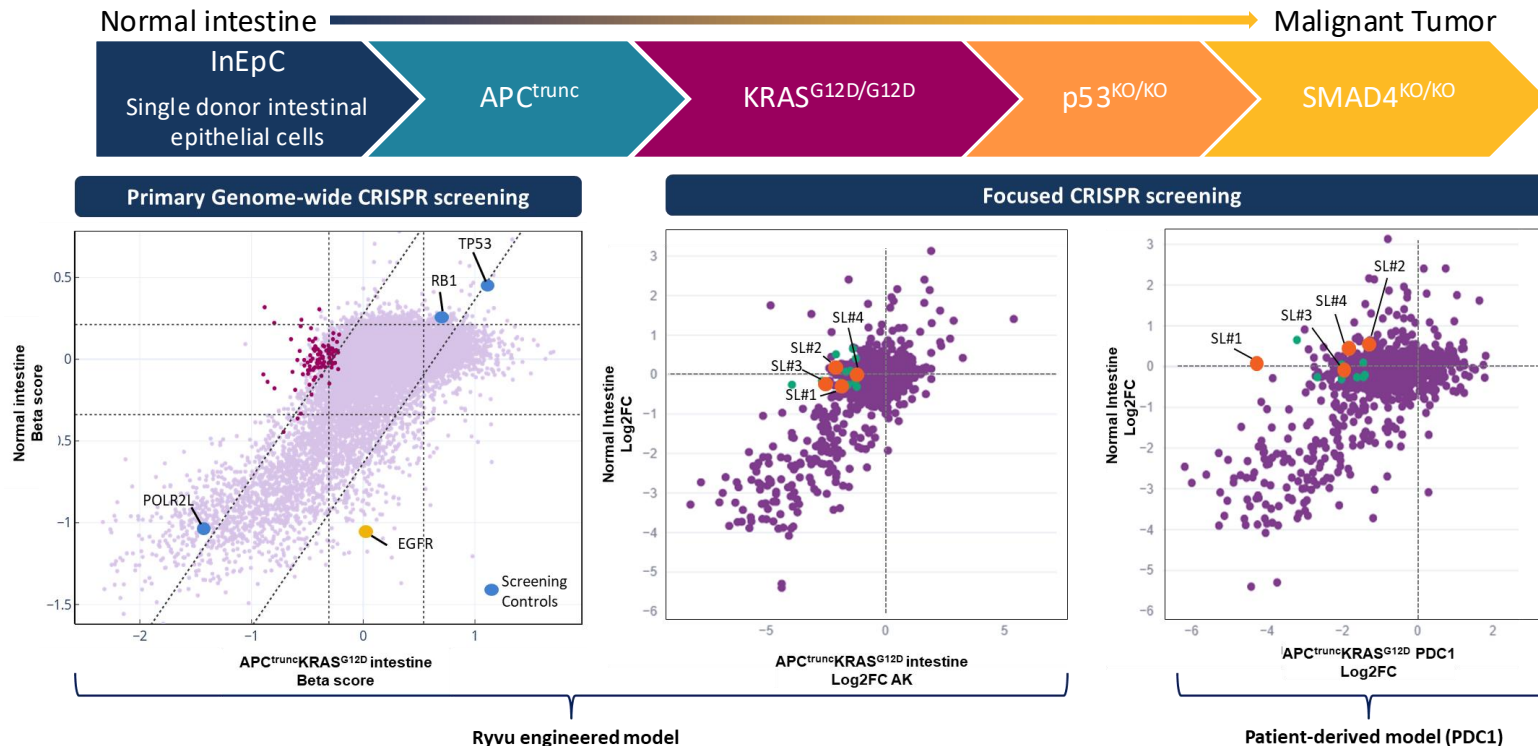 Normal intestine
Malignant Tumor
InEpC
Single donor intestinal
epithelial cells
APCtrunc
KRASG12D/G12D
p53KO/KO
SMAD4KO/KO
Primary Genome-wide CRISPR screening
Focused CRISPR screening
Normal intestine
Beta score
0.5
0
.5
−1
−1.5
−2
−1
0
1
TP53
RB1
POLR2L
EGFR
Screening
Controls
APCtruncKRASG12D intestine
Beta score
Normal Intestine
Log2FC
3
2
1
0
−1
−2
−3
−4
−5
−6
−5
0
5
SL#4
SL#2
SL#3
SL#1
APCtruncKRASG12D intestine
Log2FC AK
Normal Intestine
Log2FC
3
2
1
0
−1
−2
−3
−4
−5
−6
−6
−4
−2
0
2
SL#2
SL#4
SL#3
SL#1
APCtruncKRASG12D PDC1
Log2FC
Ryvu engineered model
Patient-derived model (PDC1)